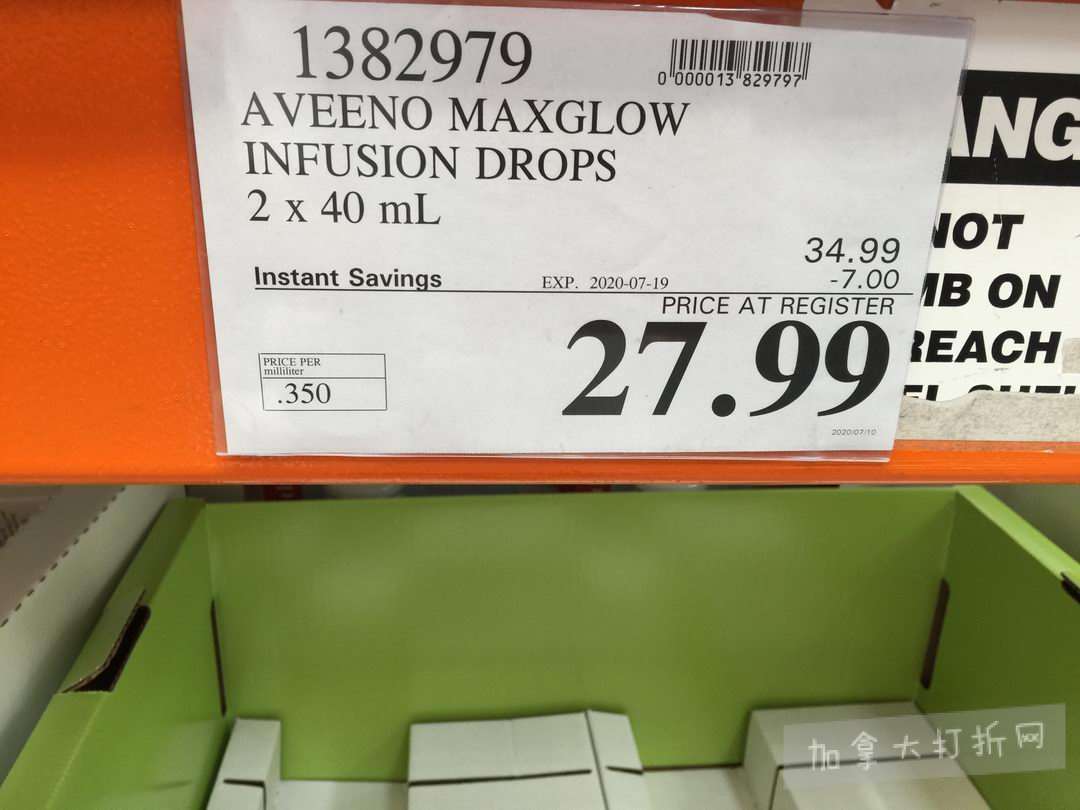 1382979
0 000013 829797
AVEENO MAXGLOW
INFUSION DROPS
2 x 40 mL
34.99
Instant Savings EXP. 2020-07-19 -7.00
PRICE AT REGISTER
27.99
PRICE PER
milliliter
.350
2020/07/10
ANG
NOT
MB ON
REACH
加拿大打折网